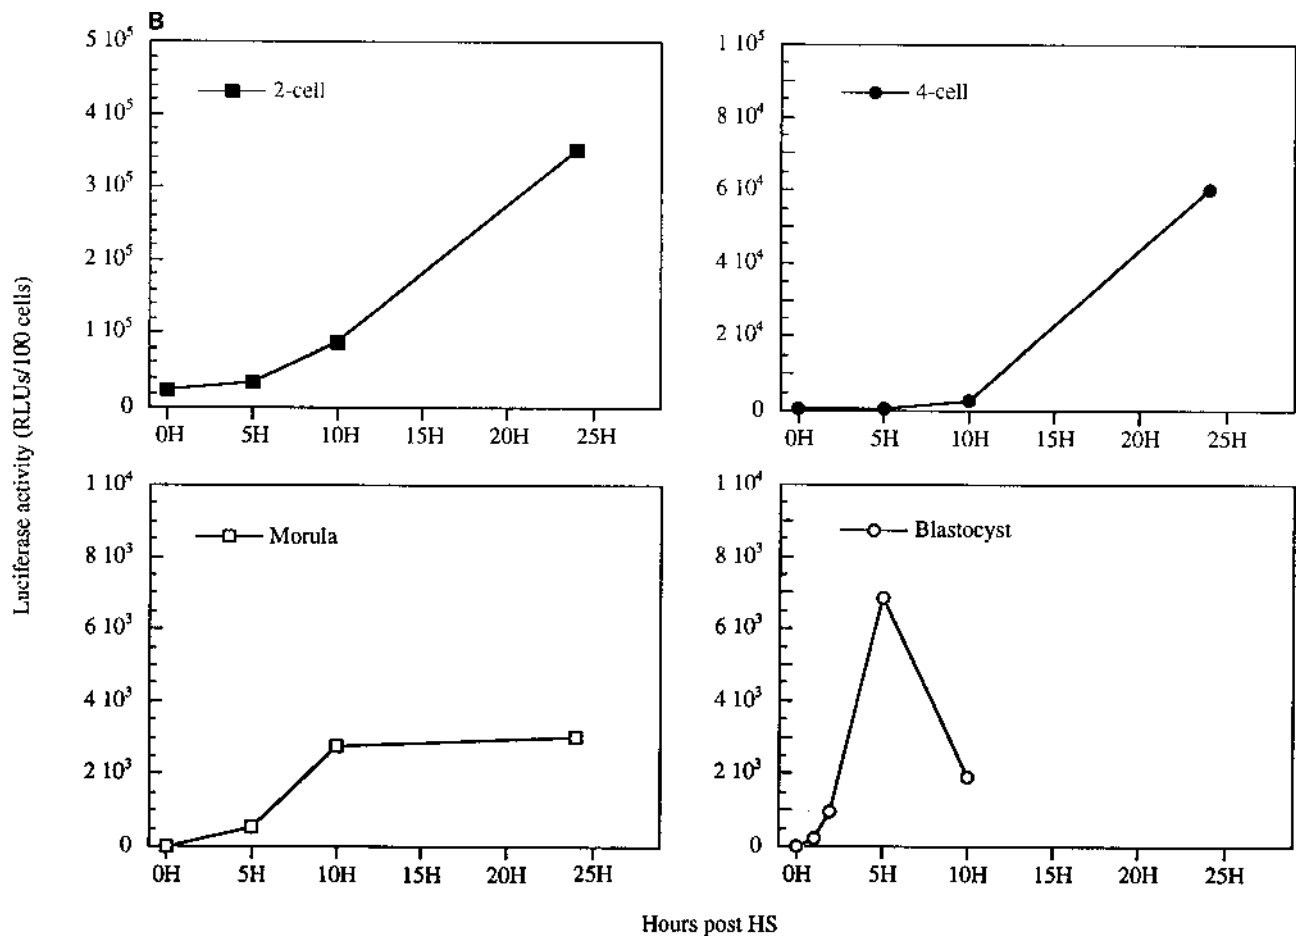 B
5 10⁵
4 10⁵
3 10⁵
2 10⁵
1 10⁵
0
2-cell
0H 5H 10H 15H 20H 25H
1 10⁵
8 10⁴
6 10⁴
4 10⁴
2 10⁴
0
4-cell
0H 5H 10H 15H 20H 25H
1 10⁴
8 10³
6 10³
4 10³
2 10³
0
Morula
0H 5H 10H 15H 20H 25H
1 10⁴
8 10³
6 10³
4 10³
2 10³
0
Blastocyst
0H 5H 10H 15H 20H 25H
Luciferase activity (RLUs/100 cells)
Hours post HS